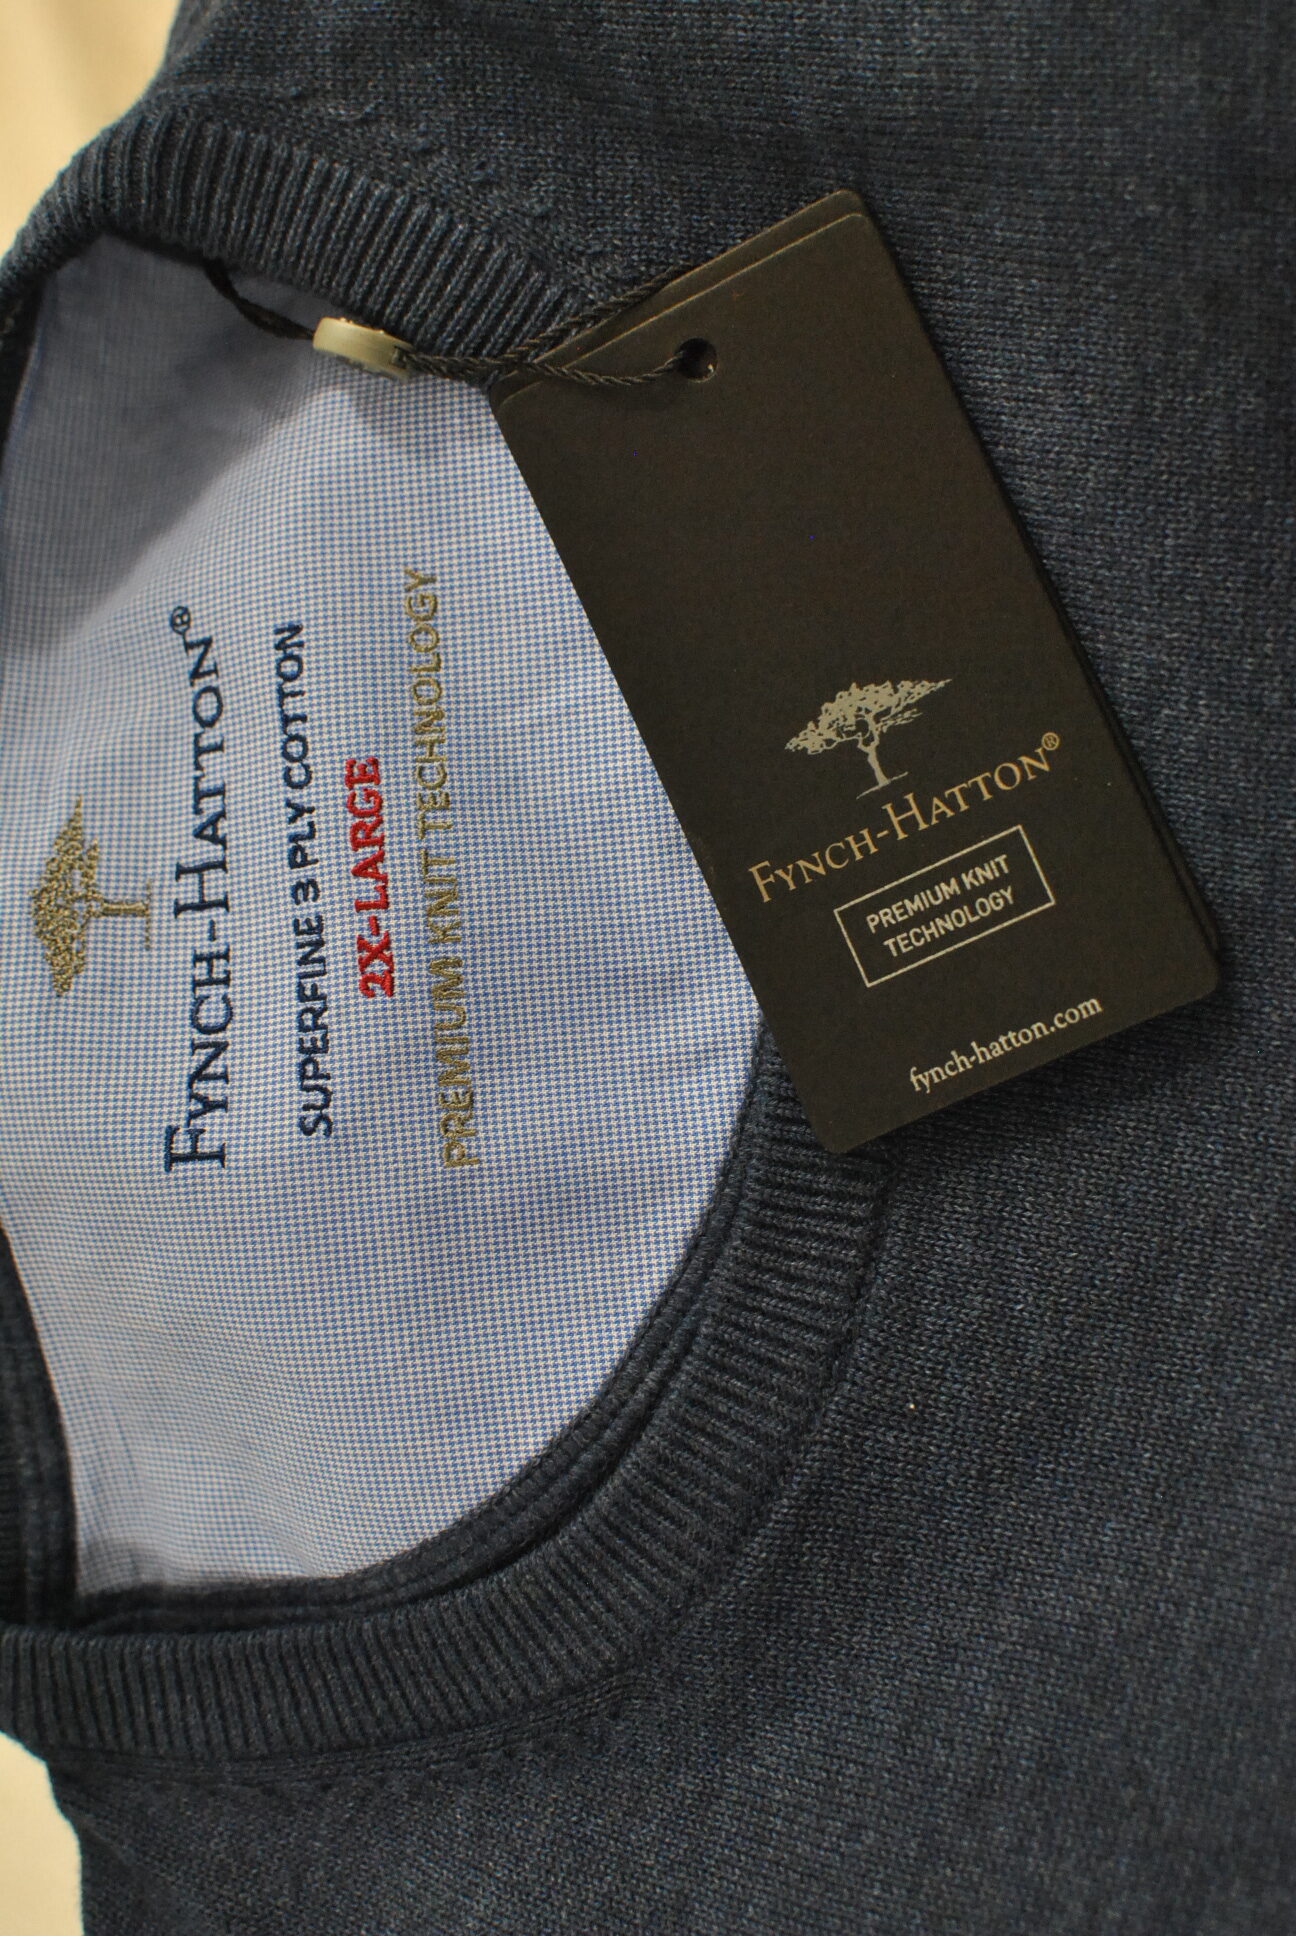 FYNCH-HATTON®
SUPERFINE 3 PLY COTTON
2X-LARGE
PREMIUM KNIT TECHNOLOGY
FYNCH-HATTON®
PREMIUM KNIT
TECHNOLOGY
fynch-hatton.com